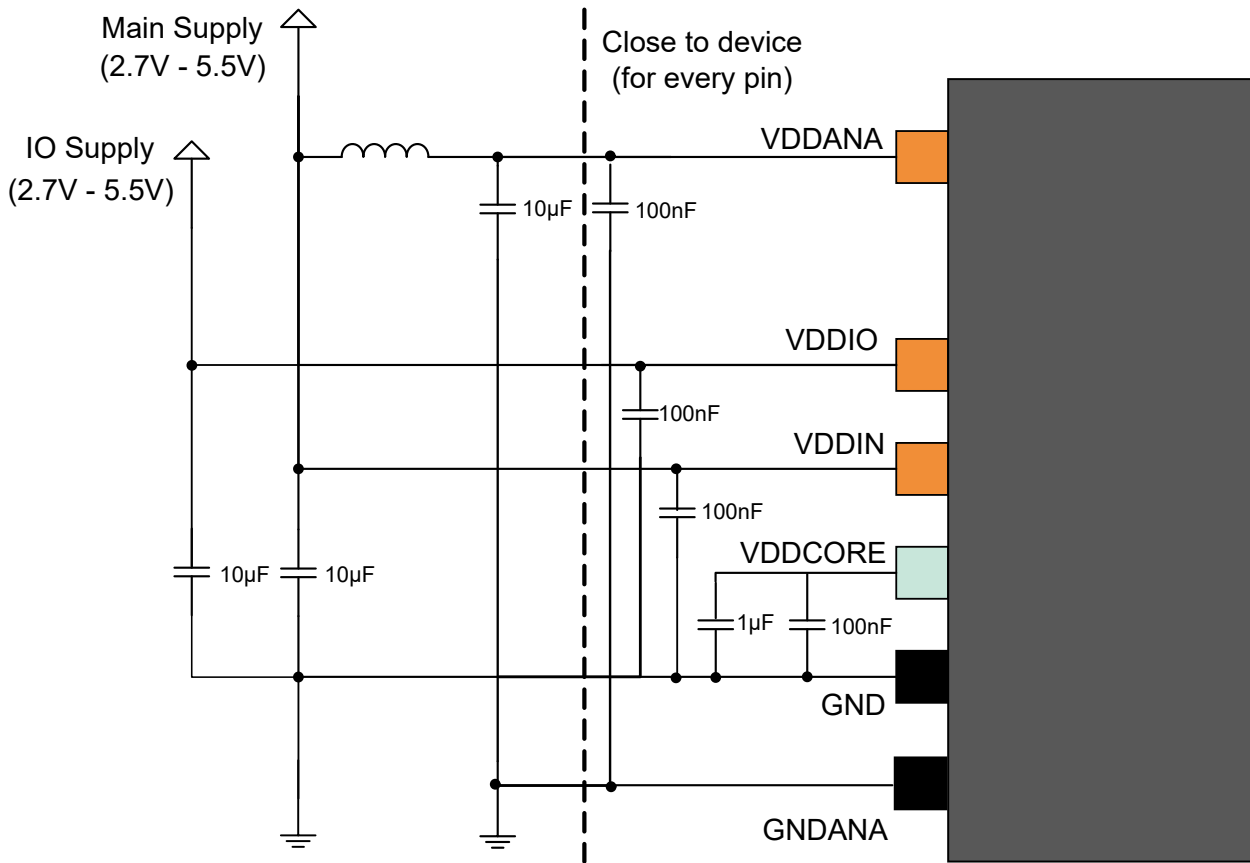 Main Supply
(2.7V - 5.5V)
Close to device
(for every pin)
IO Supply
(2.7V - 5.5V)
VDDANA
10µF
100nF
VDDIO
100nF
VDDIN
100nF
VDDCORE
10µF
10µF
1µF
100nF
GND
GNDANA